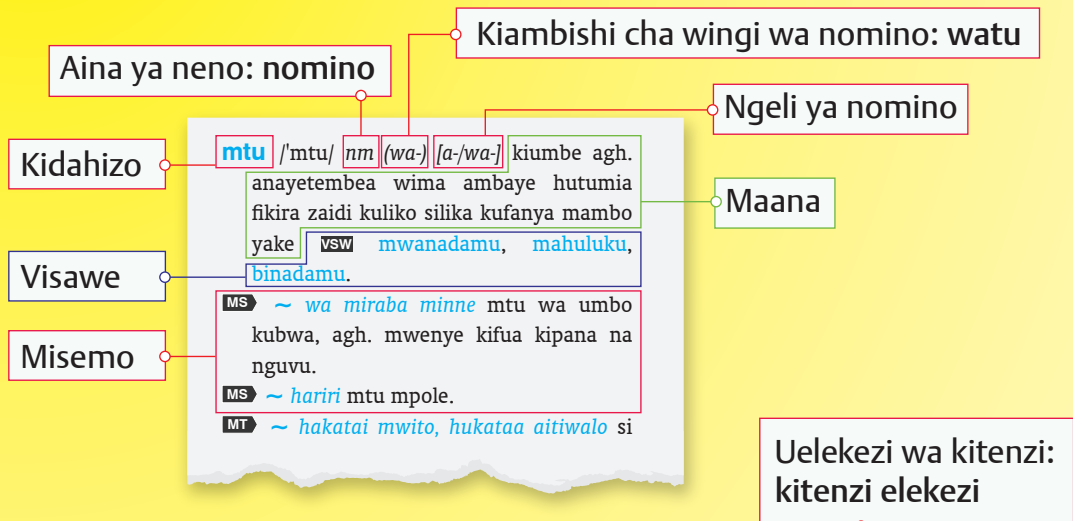 Kiambishi cha wingi wa nomino: watu
Aina ya neno: nomino
Ngeli ya nomino
Kidahizo
mtu /'mtu/ nm (wa-) [a-/wa-] kiumbe agh.
anayetembea wima ambaye hutumia
fikira zaidi kuliko silika kufanya mambo
yake VSW mwanadamu, mahuluku,
binadamu.
Maana
Visawe
MS ~ wa miraba minne mtu wa umbo
kubwa, agh. mwenye kifua kipana na
nguvu.
Misemo
MS ~ hariri mtu mpole.
MT ~ hakatai mwito, hukataa aitiwalo si
Uelekezi wa kitenzi:
kitenzi elekezi